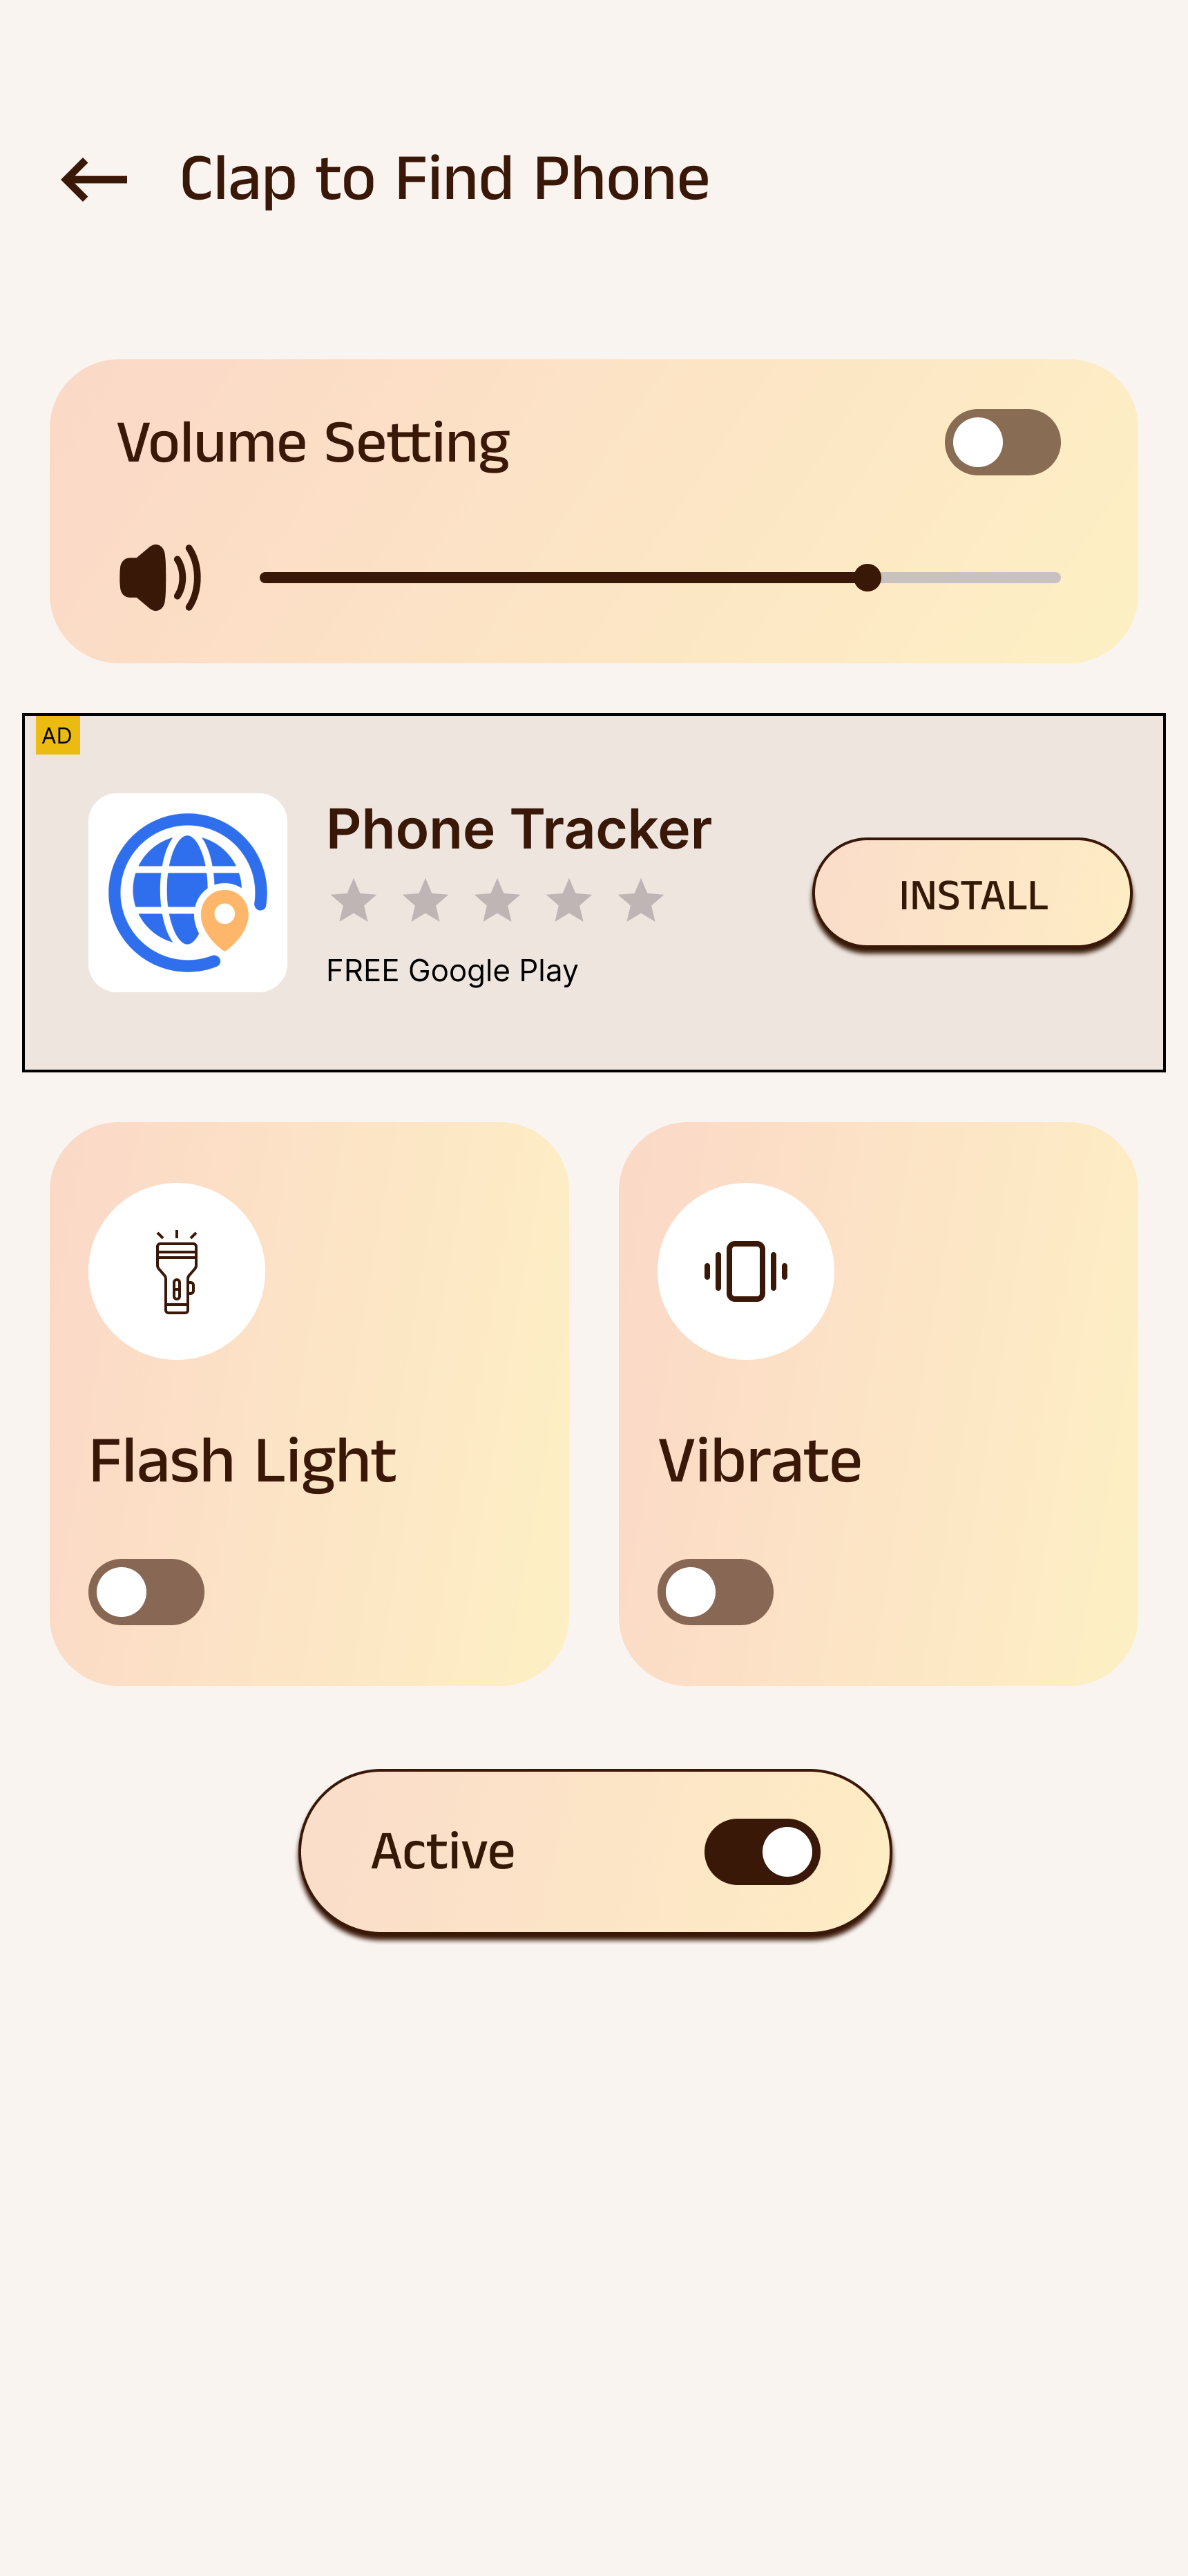 Clap to Find Phone
Volume Setting
AD
Phone Tracker
FREE Google Play
INSTALL
Flash Light
Vibrate
Active